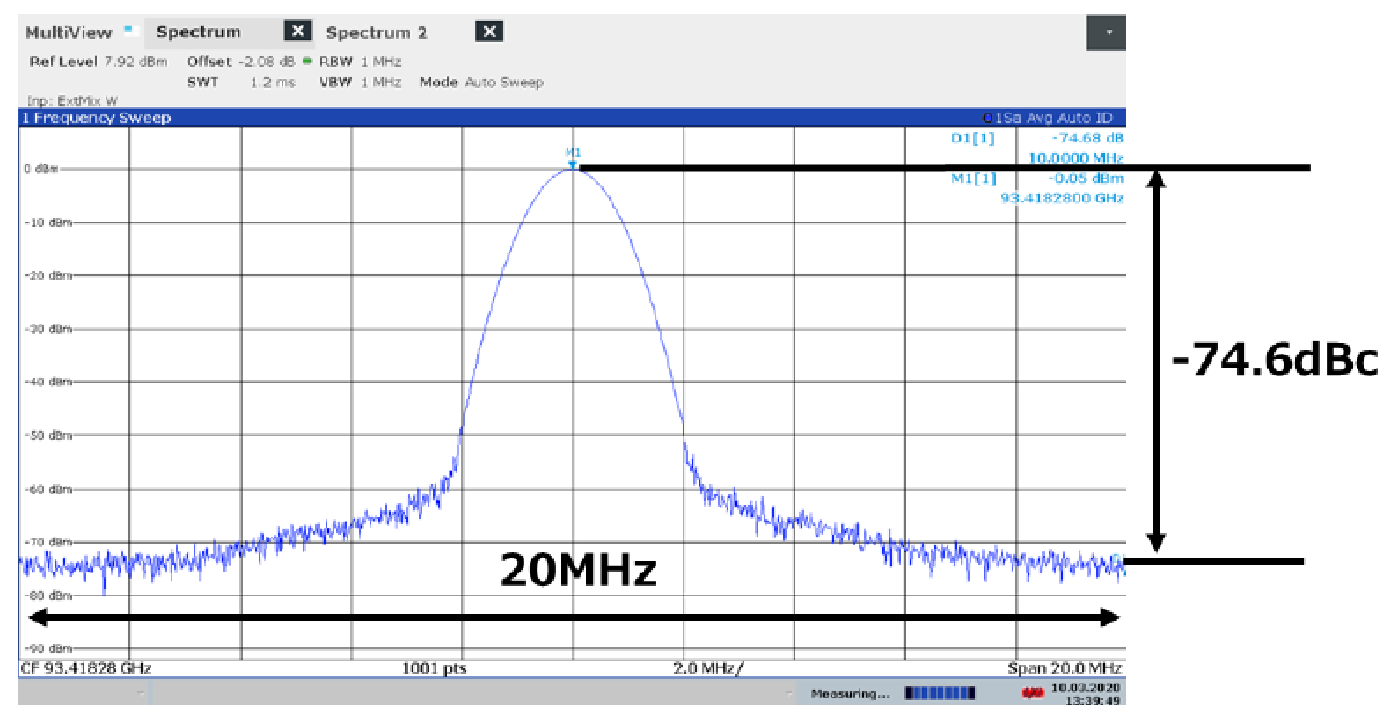 MultiView Spectrum X Spectrum 2 X
Ref Level 7.92 dBm Offset -2.08 dB RBW 1 MHz
SWT 1.2 ms VBW 1 MHz Mode Auto Sweep
Inp: ExtMix W
1 Frequency Sweep 1Sa Avg Auto ID
D1[1] -74.68 dB
10.0000 MHz
M1[1] -0.05 dBm
93.4182800 GHz
M1
0 dBm
-10 dBm
-20 dBm
-30 dBm
-40 dBm
-50 dBm
-60 dBm
-70 dBm
-80 dBm
-90 dBm
-74.6dBc
20MHz
CF 93.41828 GHz 1001 pts 2.0 MHz/ Span 20.0 MHz
Measuring... 10.03.2020
13:39:49